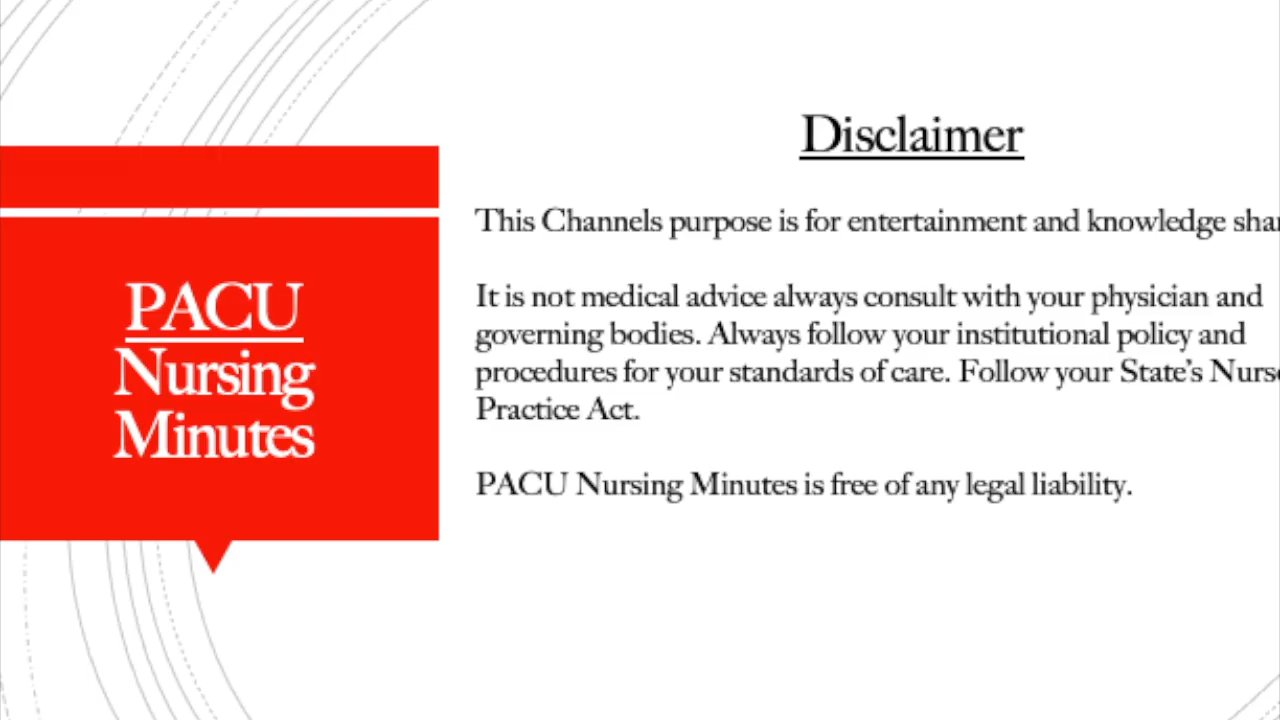 PACU
Nursing
Minutes
Disclaimer
This Channels purpose is for entertainment and knowledge
It is not medical advice always consult with your physician and
governing bodies. Always follow your institutional policy and
procedures for your standards of care. Follow your State's
Practice Act.
PACU Nursing Minutes is free of any legal liability.